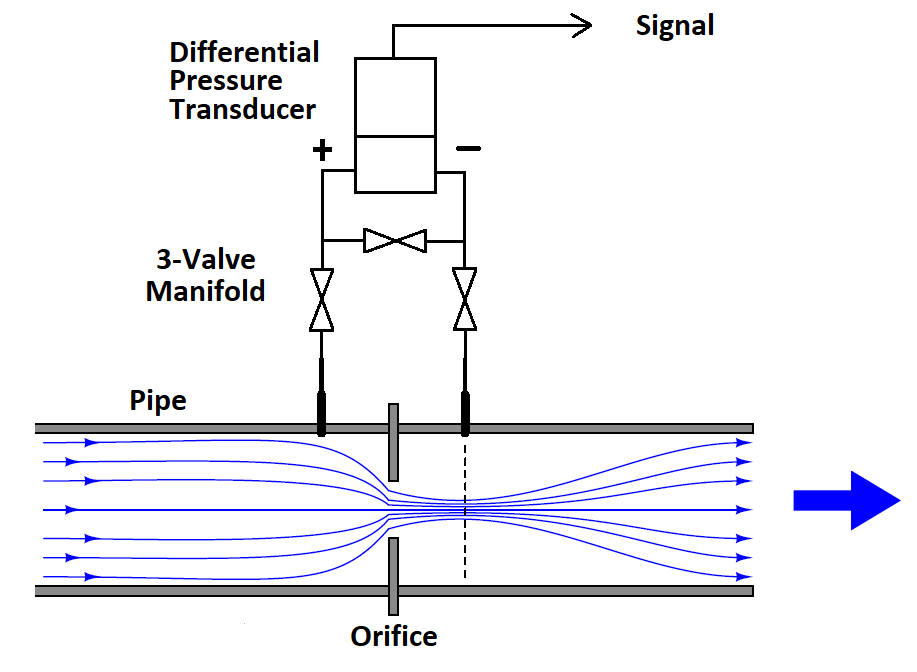 Signal
Differential
Pressure
Transducer
+ −
3-Valve
Manifold
Pipe
Orifice